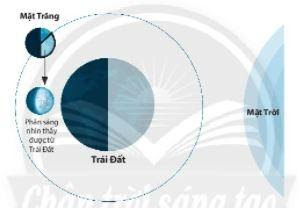 Mặt Trăng
Phần sáng
nhìn thấy
được từ
Trái Đất
Trái Đất
Mặt Trời
Chân trời sáng tạo